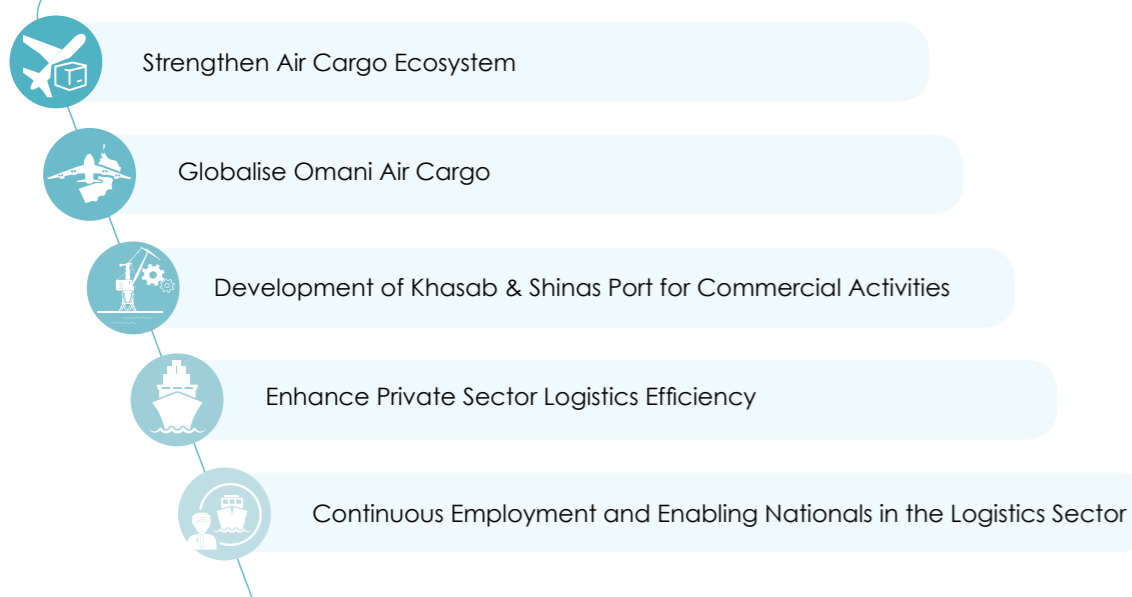 Strengthen Air Cargo Ecosystem
Globalise Omani Air Cargo
Development of Khasab & Shinas Port for Commercial Activities
Enhance Private Sector Logistics Efficiency
Continuous Employment and Enabling Nationals in the Logistics Sector